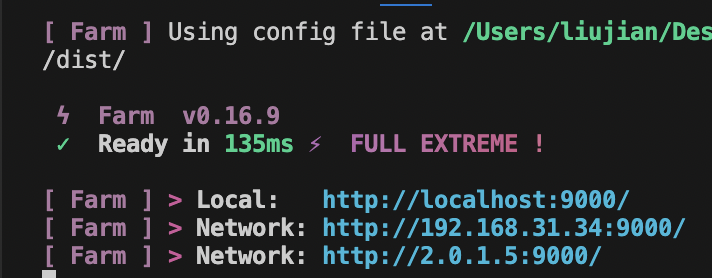 [ Farm ] Using config file at /Users/liujian/Des
/dist/
ϟ Farm v0.16.9
✓ Ready in 135ms ⚡ FULL EXTREME !
[ Farm ] > Local: http://localhost:9000/
[ Farm ] > Network: http://192.168.31.34:9000/
[ Farm ] > Network: http://2.0.1.5:9000/